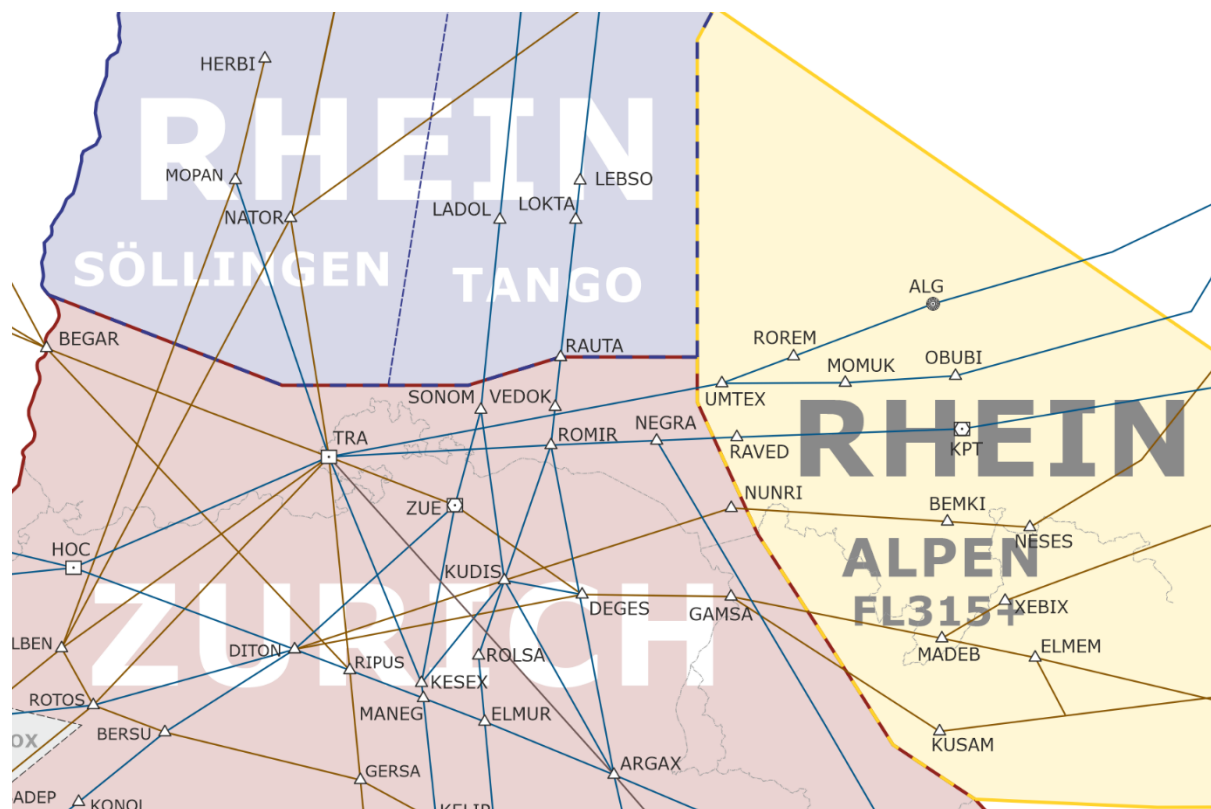 HERBI
RHEIN
MOPAN
LEBSO
NATOR
LADOL
LOKTA
SÖLLINGEN
TANGO
ALG
BEGAR
RAUTA
ROREM
MOMUK
OBUBI
SONOM
VEDOK
UMTEX
RHEIN
TRA
ROMIR
NEGRA
RAVED
KPT
ZUE
NUNRI
BEMKI
NESES
HOC
KUDIS
ALPEN
ZURICH
DEGES
GAMSA
FL315+
XEBIX
LBEN
DITON
RIPUS
ROLSA
MADEB
ELMEM
KESEX
ROTOS
MANEG
ELMUR
BERSU
OX
KUSAM
GERSA
ARGAX
ADEP
KONOL
KELIP